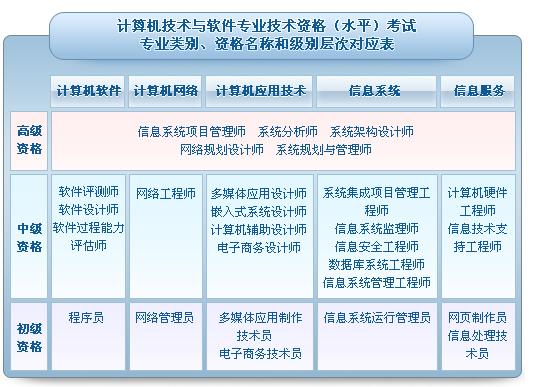 计算机技术与软件专业技术资格（水平）考试
专业类别、资格名称和级别层次对应表
计算机软件
计算机网络
计算机应用技术
信息系统
信息服务
高级
资格
信息系统项目管理师 系统分析师 系统架构设计师
网络规划设计师 系统规划与管理师
中级
资格
软件评测师
软件设计师
软件过程能力
评估师
网络工程师
多媒体应用设计师
嵌入式系统设计师
计算机辅助设计师
电子商务设计师
系统集成项目管理工
程师
信息系统监理师
信息安全工程师
数据库系统工程师
信息系统管理工程师
计算机硬件
工程师
信息技术支
持工程师
初级
资格
程序员
网络管理员
多媒体应用制作
技术员
电子商务技术员
信息系统运行管理员
网页制作员
信息处理技
术员